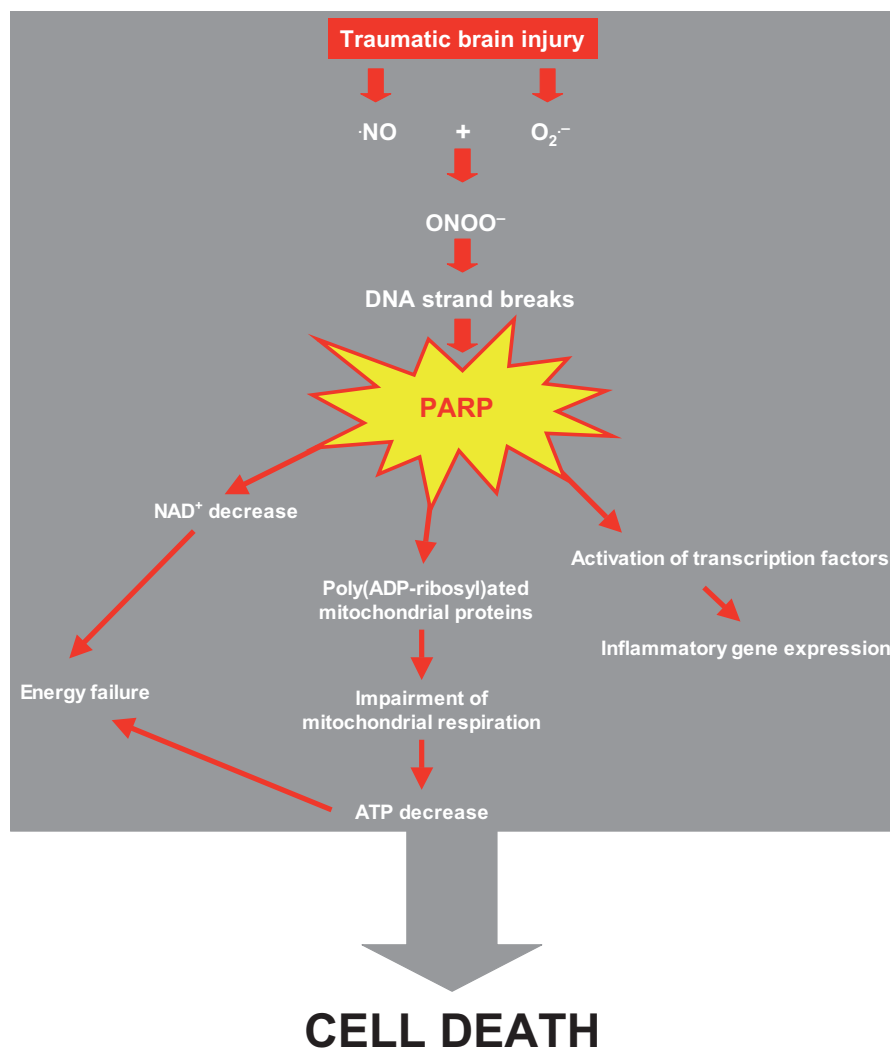 Traumatic brain injury
·NO + O₂·⁻
ONOO⁻
DNA strand breaks
PARP
NAD⁺ decrease
Activation of transcription factors
Poly(ADP-ribosyl)ated
mitochondrial proteins
Inflammatory gene expression
Energy failure
Impairment of
mitochondrial respiration
ATP decrease
CELL DEATH